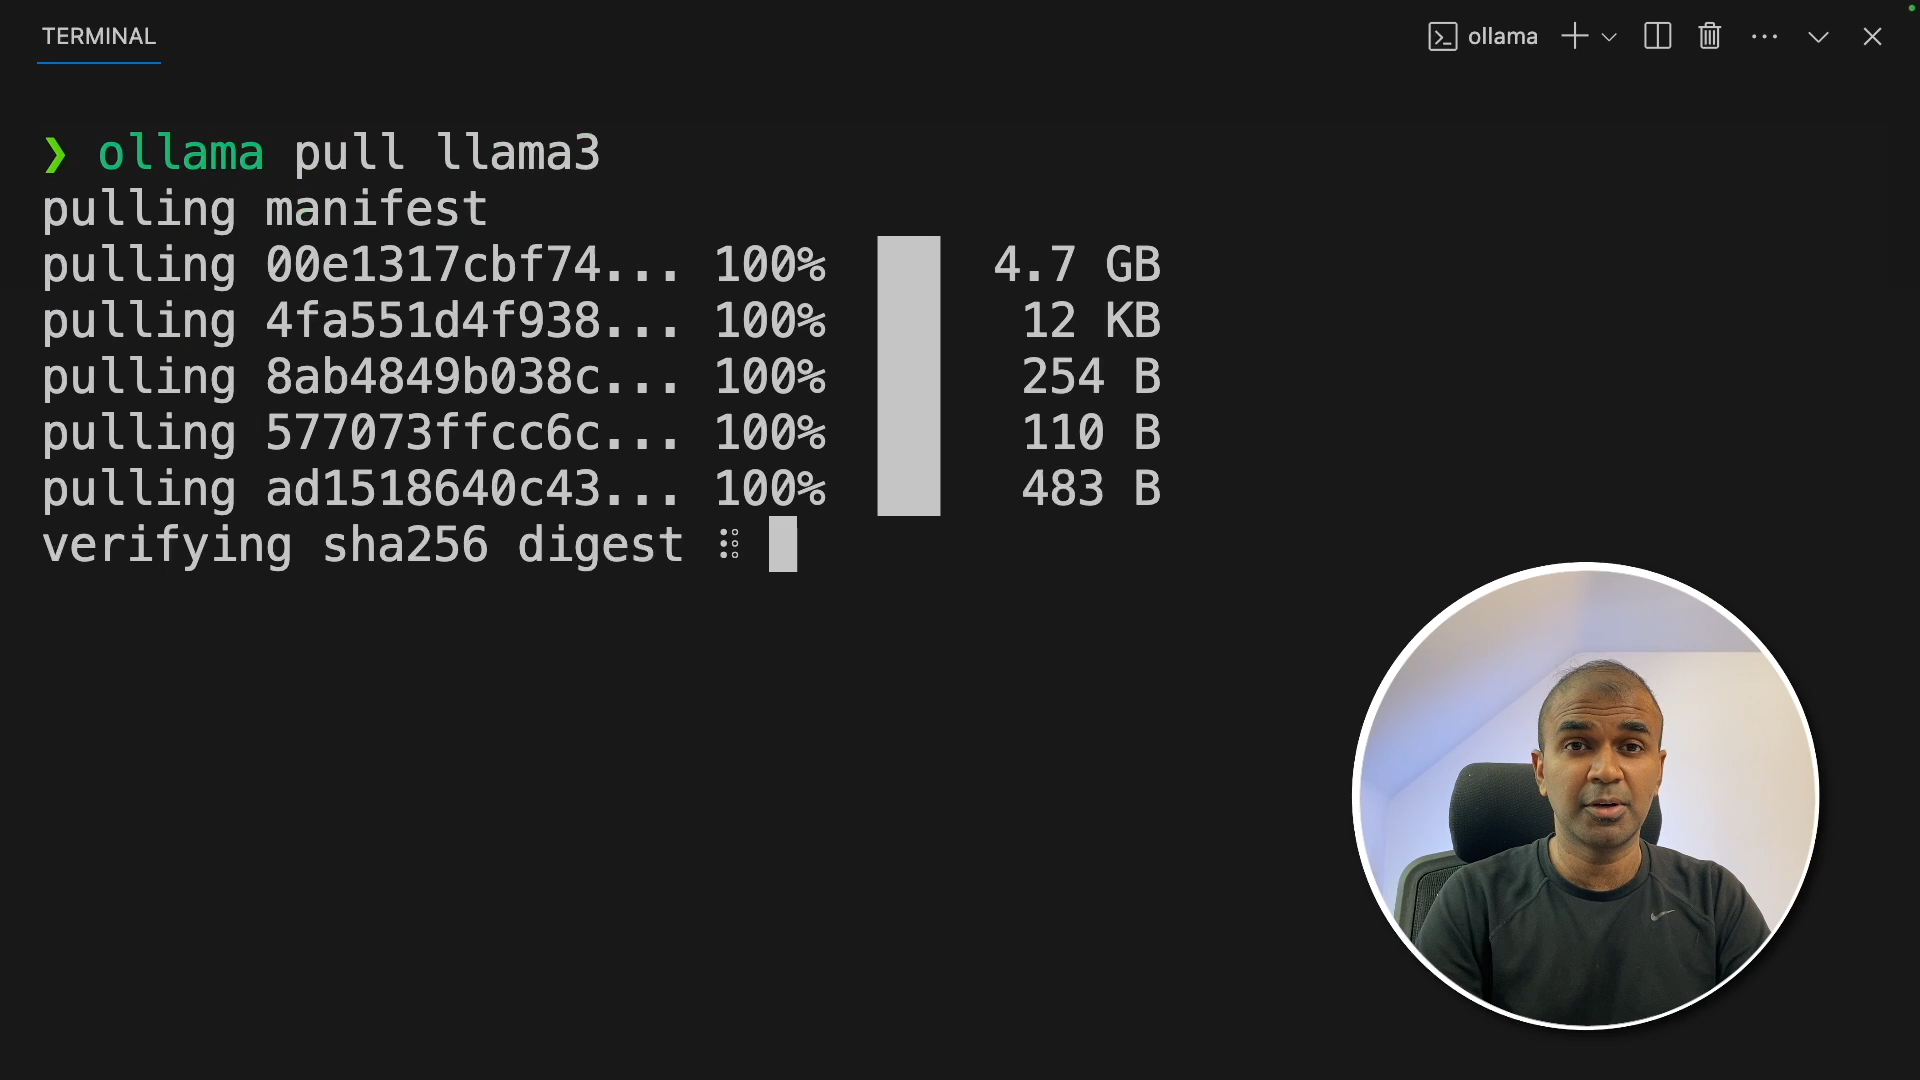 TERMINAL
ollama
❯ ollama pull llama3
pulling manifest
pulling 00e1317cbf74... 100% 4.7 GB
pulling 4fa551d4f938... 100% 12 KB
pulling 8ab4849b038c... 100% 254 B
pulling 577073ffcc6c... 100% 110 B
pulling ad1518640c43... 100% 483 B
verifying sha256 digest